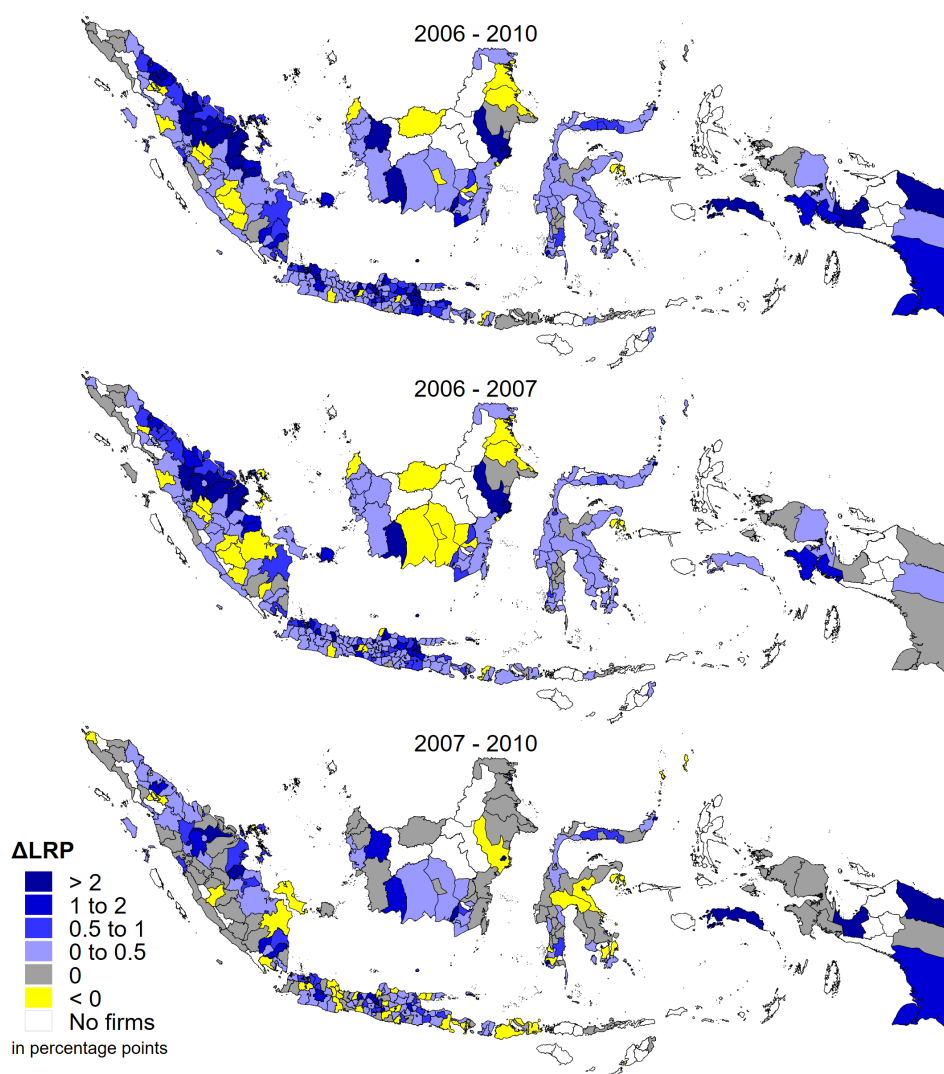 2006 - 2010
2006 - 2007
2007 - 2010
ΔLRP
> 2
1 to 2
0.5 to 1
0 to 0.5
0
< 0
No firms
in percentage points